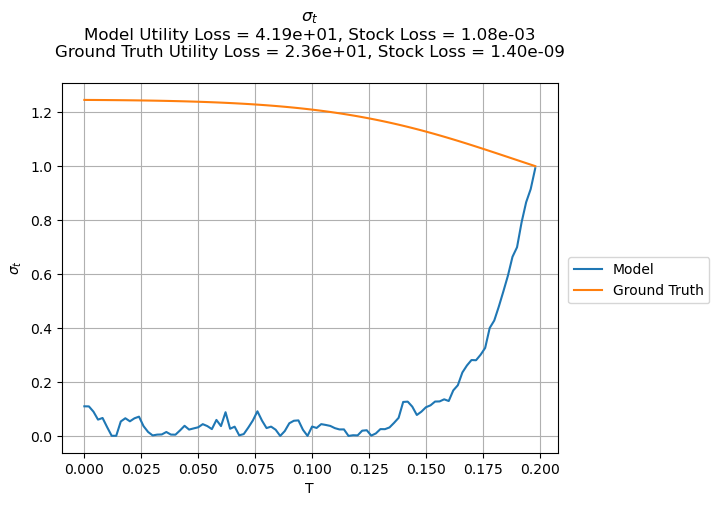 σₜ
Model Utility Loss = 4.19e+01, Stock Loss = 1.08e-03
Ground Truth Utility Loss = 2.36e+01, Stock Loss = 1.40e-09
1.2
1.0
0.8
0.6
0.4
0.2
0.0
σₜ
0.000 0.025 0.050 0.075 0.100 0.125 0.150 0.175 0.200
T
Model
Ground Truth